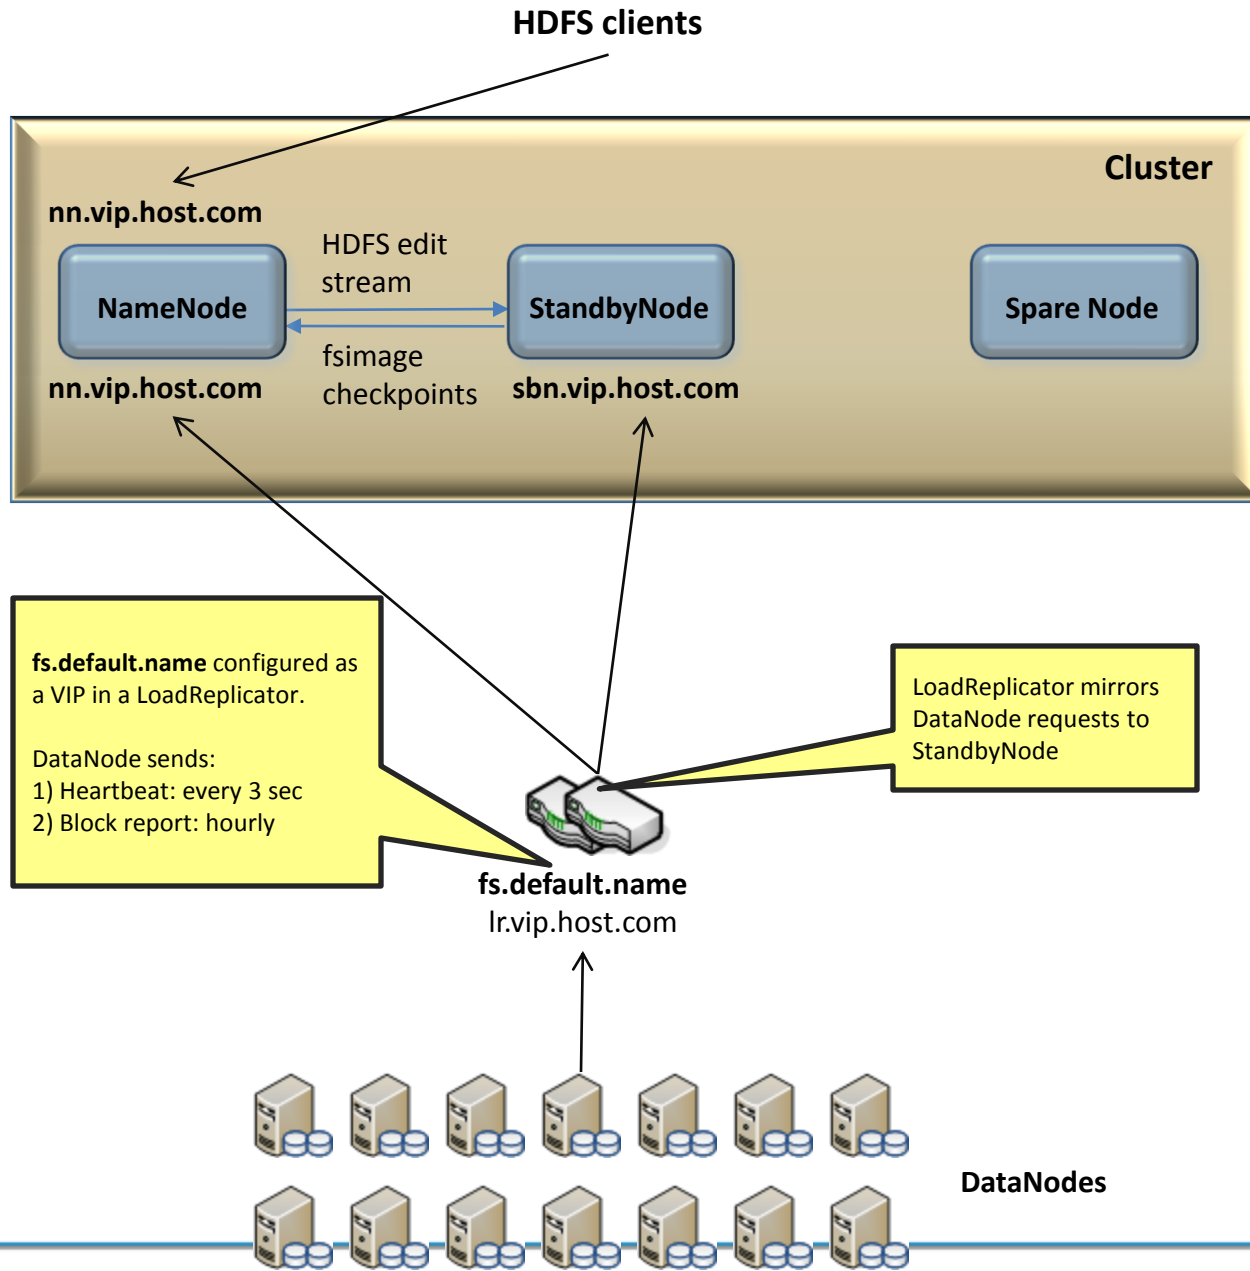 HDFS clients
Cluster
nn.vip.host.com
HDFS edit
stream
NameNode
StandbyNode
Spare Node
fsimage
checkpoints
nn.vip.host.com
sbn.vip.host.com
fs.default.name configured as
a VIP in a LoadReplicator.
DataNode sends:
1) Heartbeat: every 3 sec
2) Block report: hourly
LoadReplicator mirrors
DataNode requests to
StandbyNode
fs.default.name
lr.vip.host.com
DataNodes